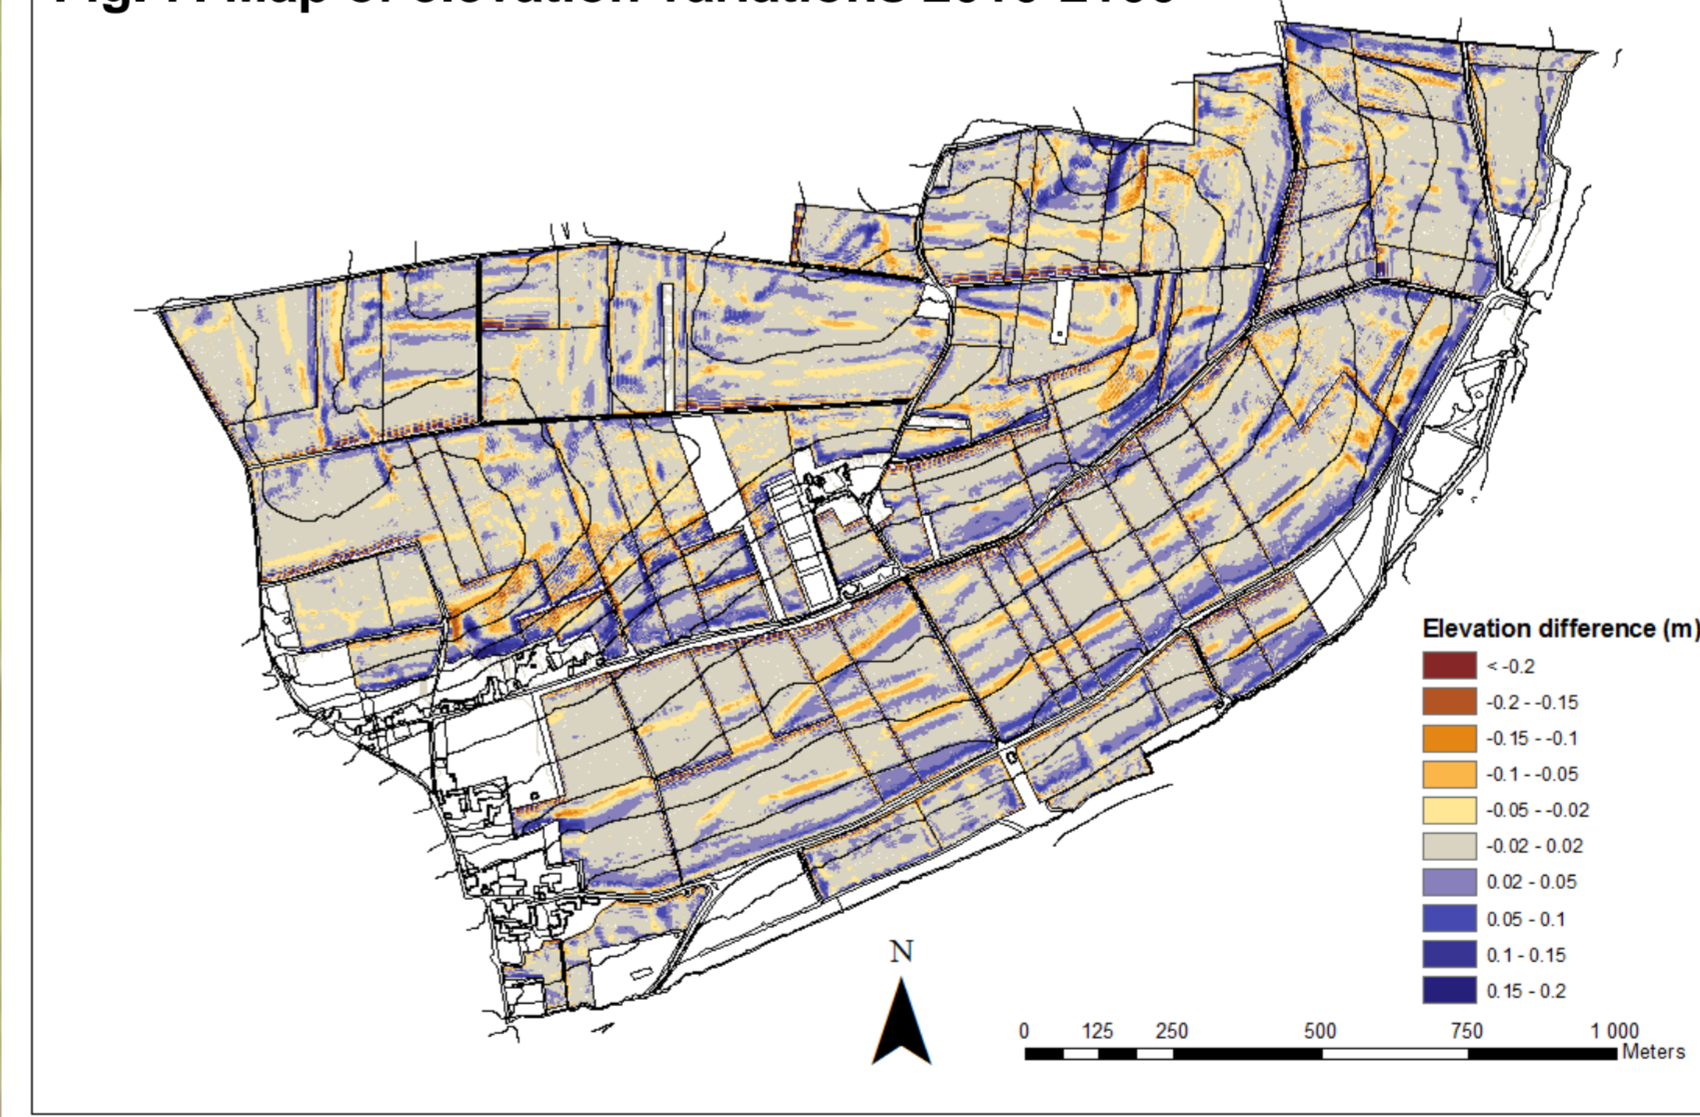 Elevation difference (m)
< -0.2
-0.2 - -0.15
-0.15 - -0.1
-0.1 - -0.05
-0.05 - -0.02
-0.02 - 0.02
0.02 - 0.05
0.05 - 0.1
0.1 - 0.15
0.15 - 0.2
N
0 125 250 500 750 1 000
Meters